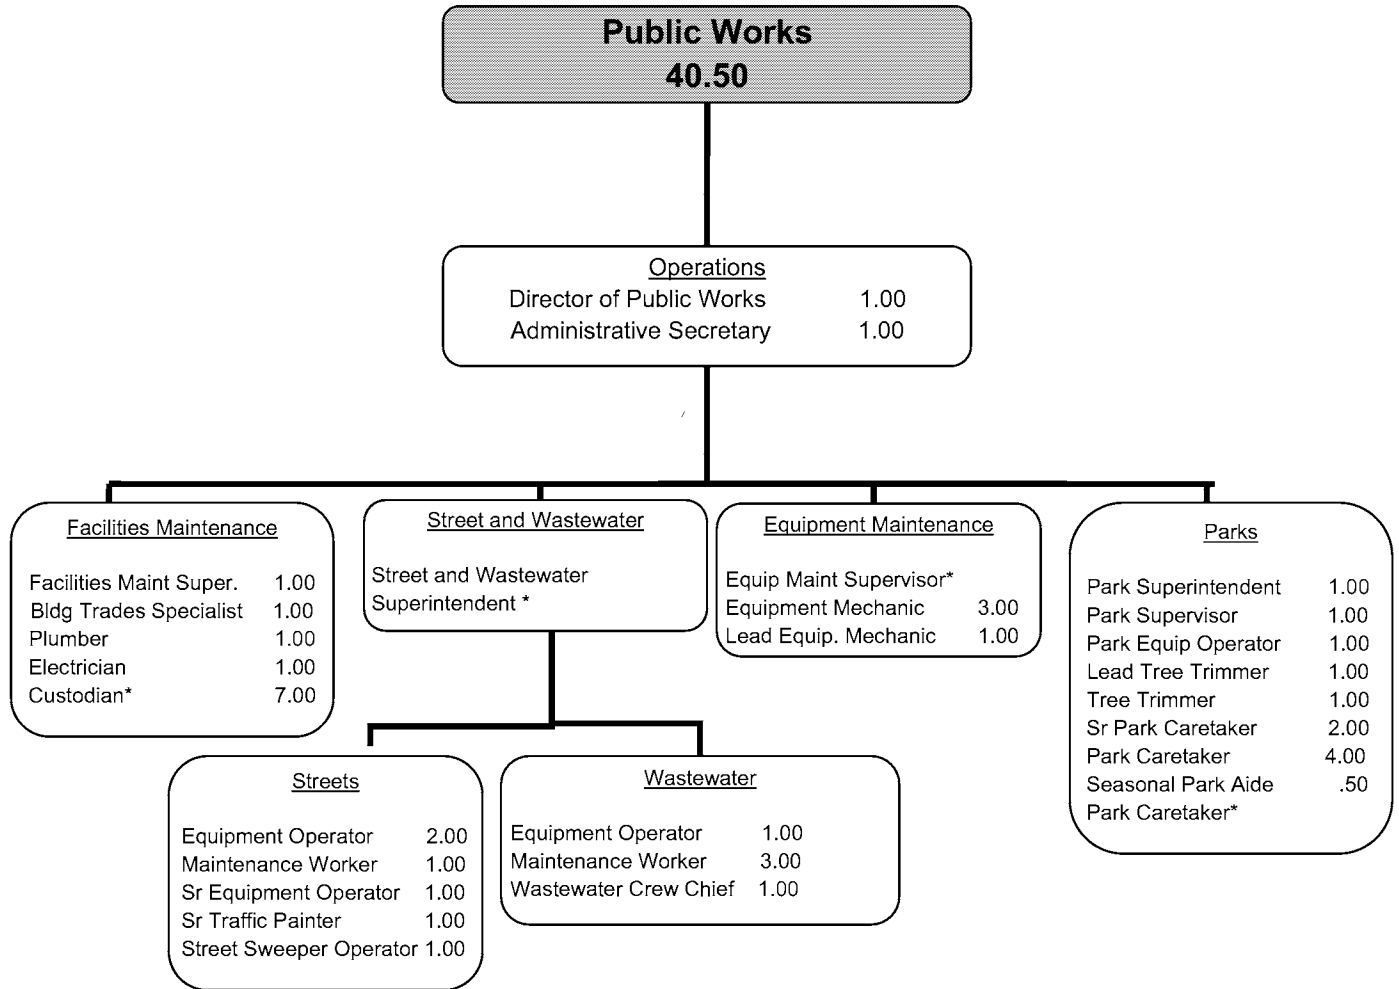 Public Works
40.50
Operations
Director of Public Works 1.00
Administrative Secretary 1.00
Facilities Maintenance
Facilities Maint Super. 1.00
Bldg Trades Specialist 1.00
Plumber 1.00
Electrician 1.00
Custodian* 7.00
Street and Wastewater
Street and Wastewater
Superintendent *
Equipment Maintenance
Equip Maint Supervisor*
Equipment Mechanic 3.00
Lead Equip. Mechanic 1.00
Parks
Park Superintendent 1.00
Park Supervisor 1.00
Park Equip Operator 1.00
Lead Tree Trimmer 1.00
Tree Trimmer 1.00
Sr Park Caretaker 2.00
Park Caretaker 4.00
Seasonal Park Aide .50
Park Caretaker*
Streets
Equipment Operator 2.00
Maintenance Worker 1.00
Sr Equipment Operator 1.00
Sr Traffic Painter 1.00
Street Sweeper Operator 1.00
Wastewater
Equipment Operator 1.00
Maintenance Worker 3.00
Wastewater Crew Chief 1.00